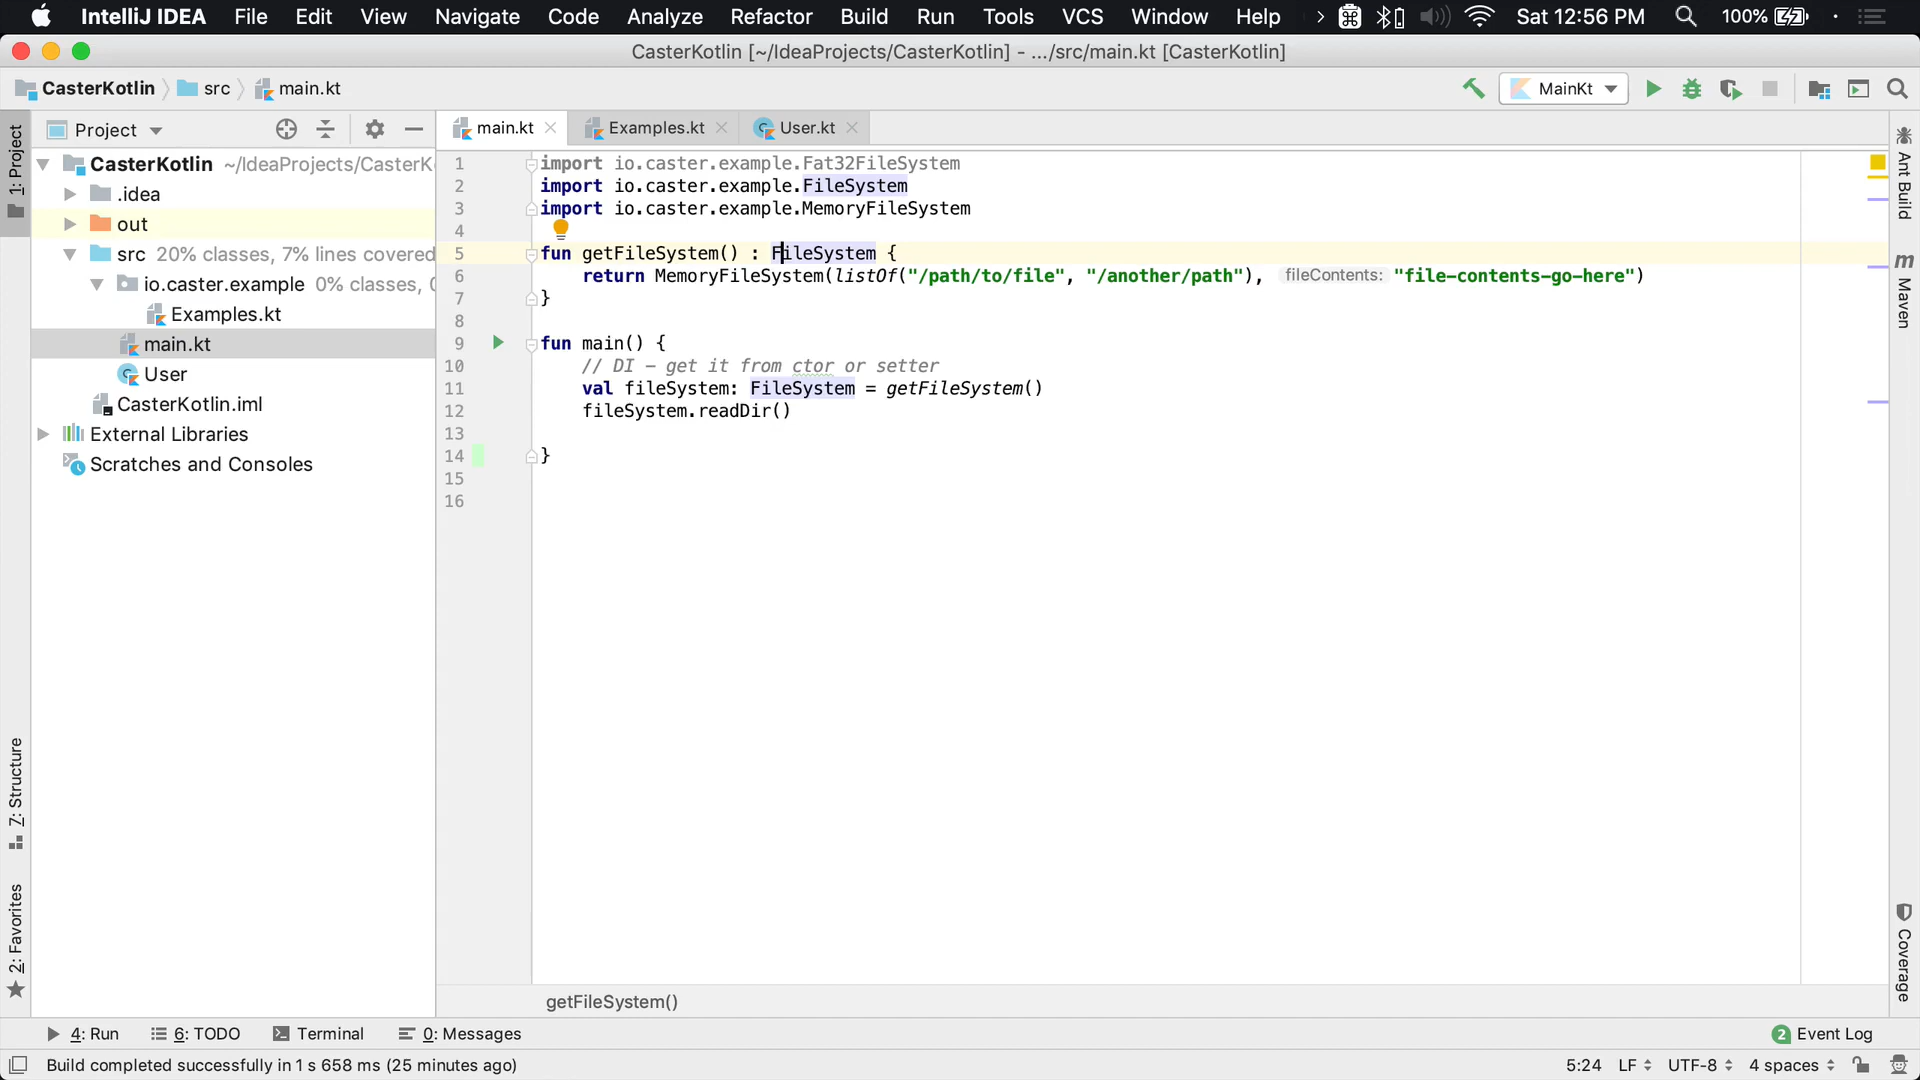 IntelliJ IDEA File Edit View Navigate Code Analyze Refactor Build Run Tools VCS Window Help Sat 12:56 PM 100%
CasterKotlin [~/IdeaProjects/CasterKotlin] - .../src/main.kt [CasterKotlin]
CasterKotlin src main.kt MainKt
1: Project
Project
main.kt Examples.kt User.kt
CasterKotlin ~/IdeaProjects/CasterK
.idea
out
src 20% classes, 7% lines covered
io.caster.example 0% classes, 0
Examples.kt
main.kt
User
CasterKotlin.iml
External Libraries
Scratches and Consoles
1 import io.caster.example.Fat32FileSystem
2 import io.caster.example.FileSystem
3 import io.caster.example.MemoryFileSystem
4
5 fun getFileSystem() : FileSystem {
6 return MemoryFileSystem(listOf("/path/to/file", "/another/path"), fileContents: "file-contents-go-here")
7 }
8
9 fun main() {
10 // DI – get it from ctor or setter
11 val fileSystem: FileSystem = getFileSystem()
12 fileSystem.readDir()
13
14 }
15
16
Ant Build
m Maven
Coverage
Z: Structure
2: Favorites
getFileSystem()
4: Run 6: TODO Terminal 0: Messages 2 Event Log
Build completed successfully in 1 s 658 ms (25 minutes ago) 5:24 LF UTF-8 4 spaces